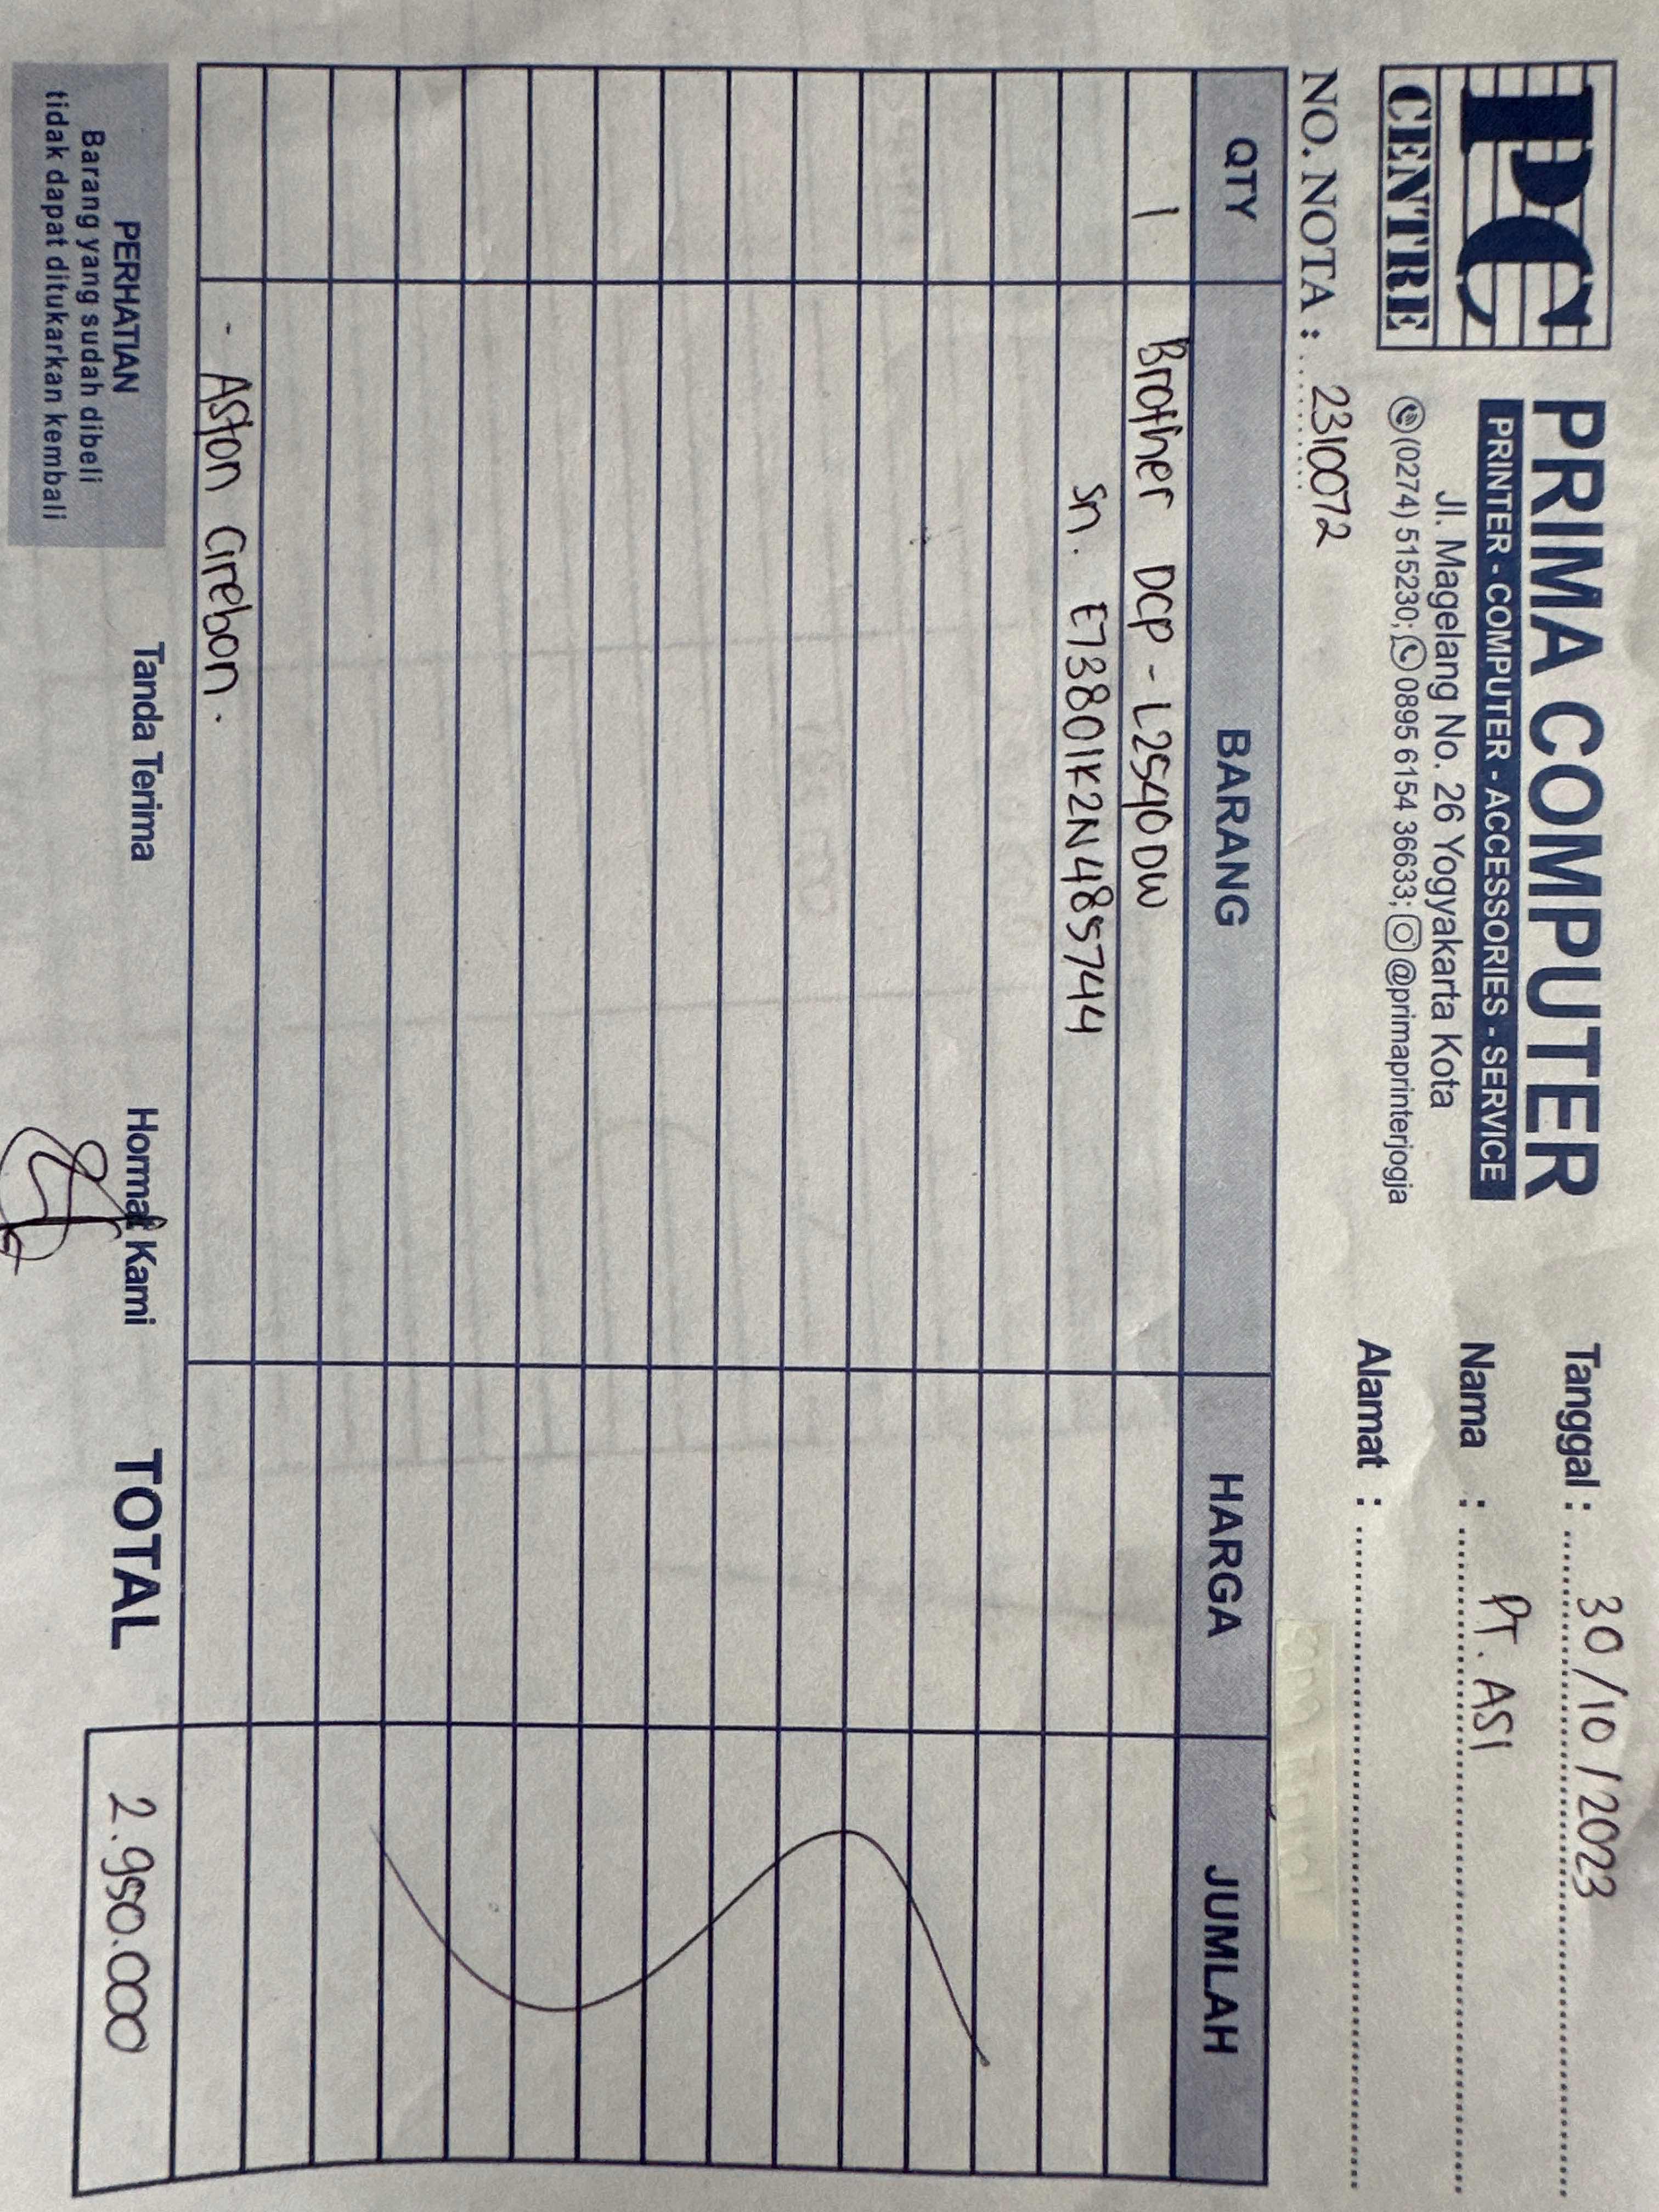 PC
CENTRE
PRIMA COMPUTER
PRINTER - COMPUTER - ACCESSORIES - SERVICE
Jl. Magelang No. 26 Yogyakarta Kota
(0274) 515230; 0895 6154 36633; @primaprinterjogja
Tanggal : 30/10/2023
Nama : PT. ASI
Alamat :
NO. NOTA : 23100072
QTY BARANG HARGA JUMLAH
1 Brother DCP - L2540DW
Sn. E73801K2N485744
- Aston Cirebon.
PERHATIAN
Barang yang sudah dibeli
tidak dapat ditukarkan kembali
Tanda Terima
Hormat Kami
TOTAL 2.950.000